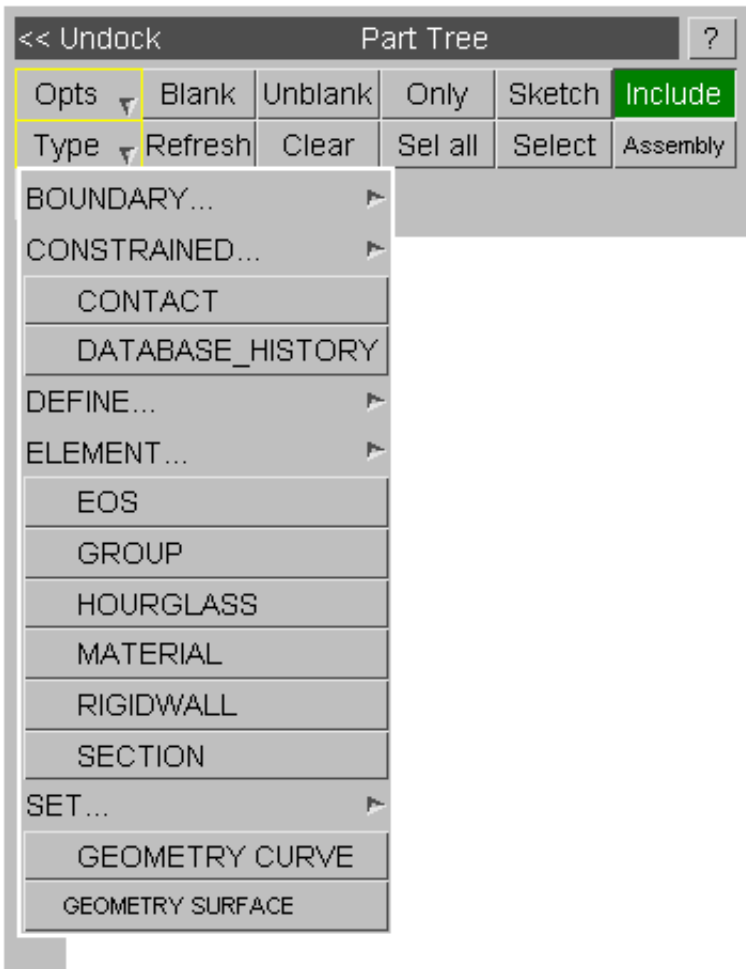 << Undock Part Tree ?
Opts Blank Unblank Only Sketch Include
Type Refresh Clear Sel all Select Assembly
BOUNDARY...
CONSTRAINED...
CONTACT
DATABASE_HISTORY
DEFINE...
ELEMENT...
EOS
GROUP
HOURGLASS
MATERIAL
RIGIDWALL
SECTION
SET...
GEOMETRY CURVE
GEOMETRY SURFACE